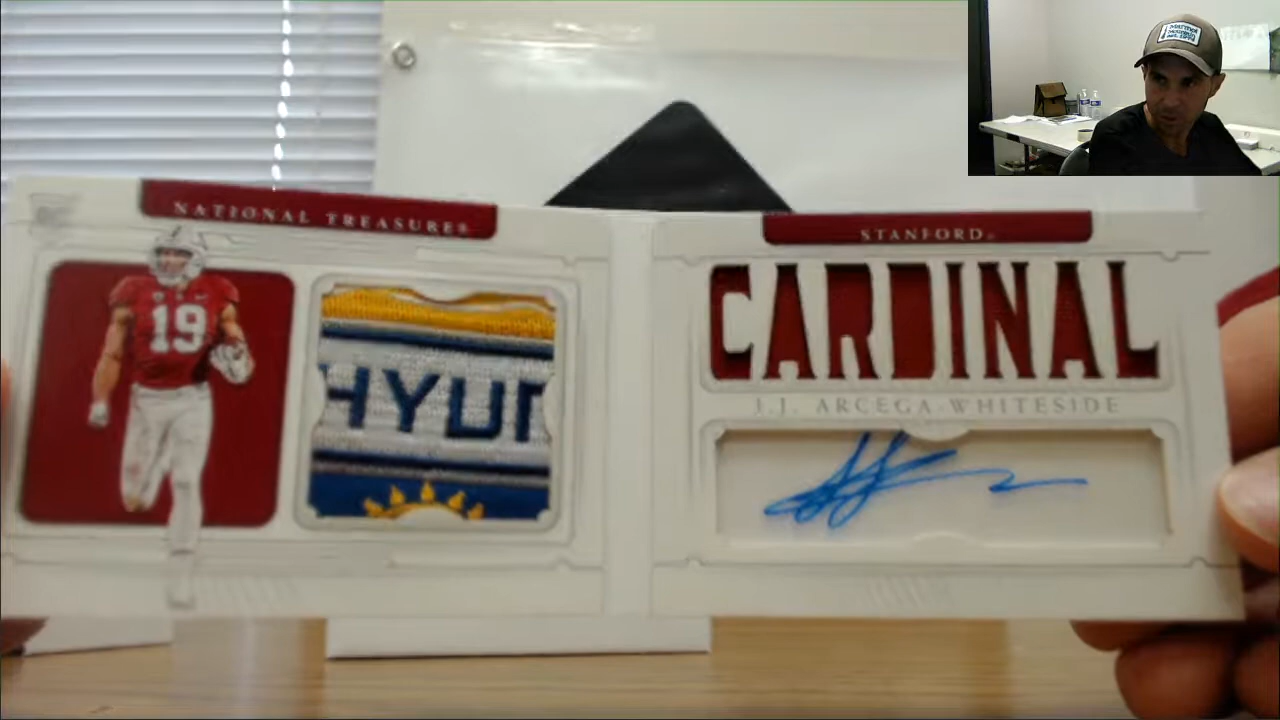 NATIONAL TREASURES
STANFORD
CARDINAL
19
HYU
J.J. ARCEGA-WHITESIDE